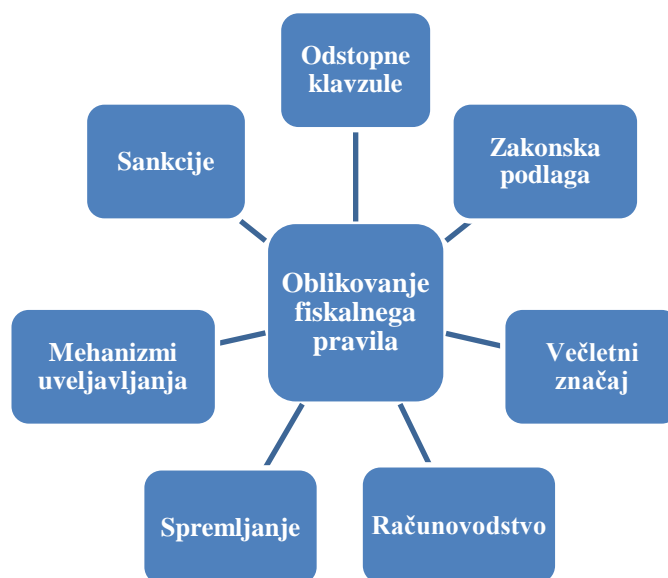 Odstopne
klavzule
Zakonska
podlaga
Sankcije
Oblikovanje
fiskalnega
pravila
Večletni
značaj
Mehanizmi
uveljavljanja
Računovodstvo
Spremljanje